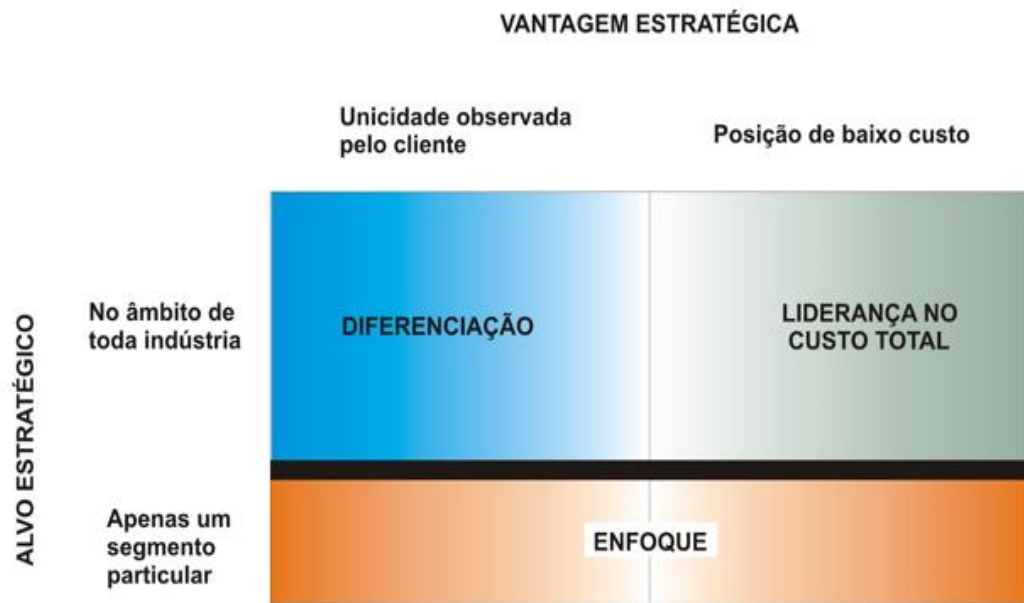 VANTAGEM ESTRATÉGICA
Unicidade observada
pelo cliente
Posição de baixo custo
ALVO ESTRATÉGICO
No âmbito de
toda indústria
DIFERENCIAÇÃO
LIDERANÇA NO
CUSTO TOTAL
Apenas um
segmento
particular
ENFOQUE